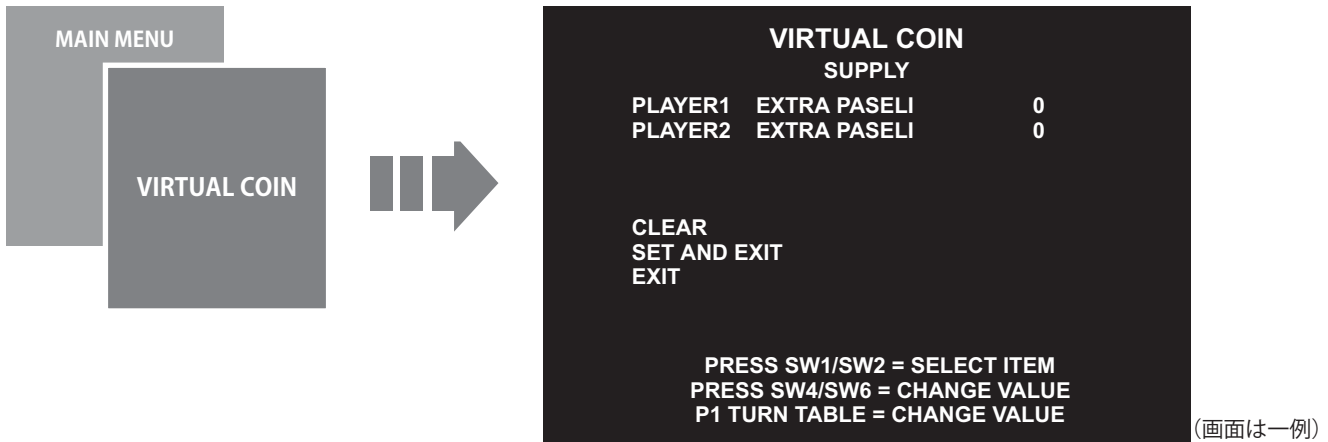 MAIN MENU
VIRTUAL COIN
VIRTUAL COIN
SUPPLY
PLAYER1 EXTRA PASELI 0
PLAYER2 EXTRA PASELI 0
CLEAR
SET AND EXIT
EXIT
PRESS SW1/SW2 = SELECT ITEM
PRESS SW4/SW6 = CHANGE VALUE
P1 TURN TABLE = CHANGE VALUE
(画面は一例)